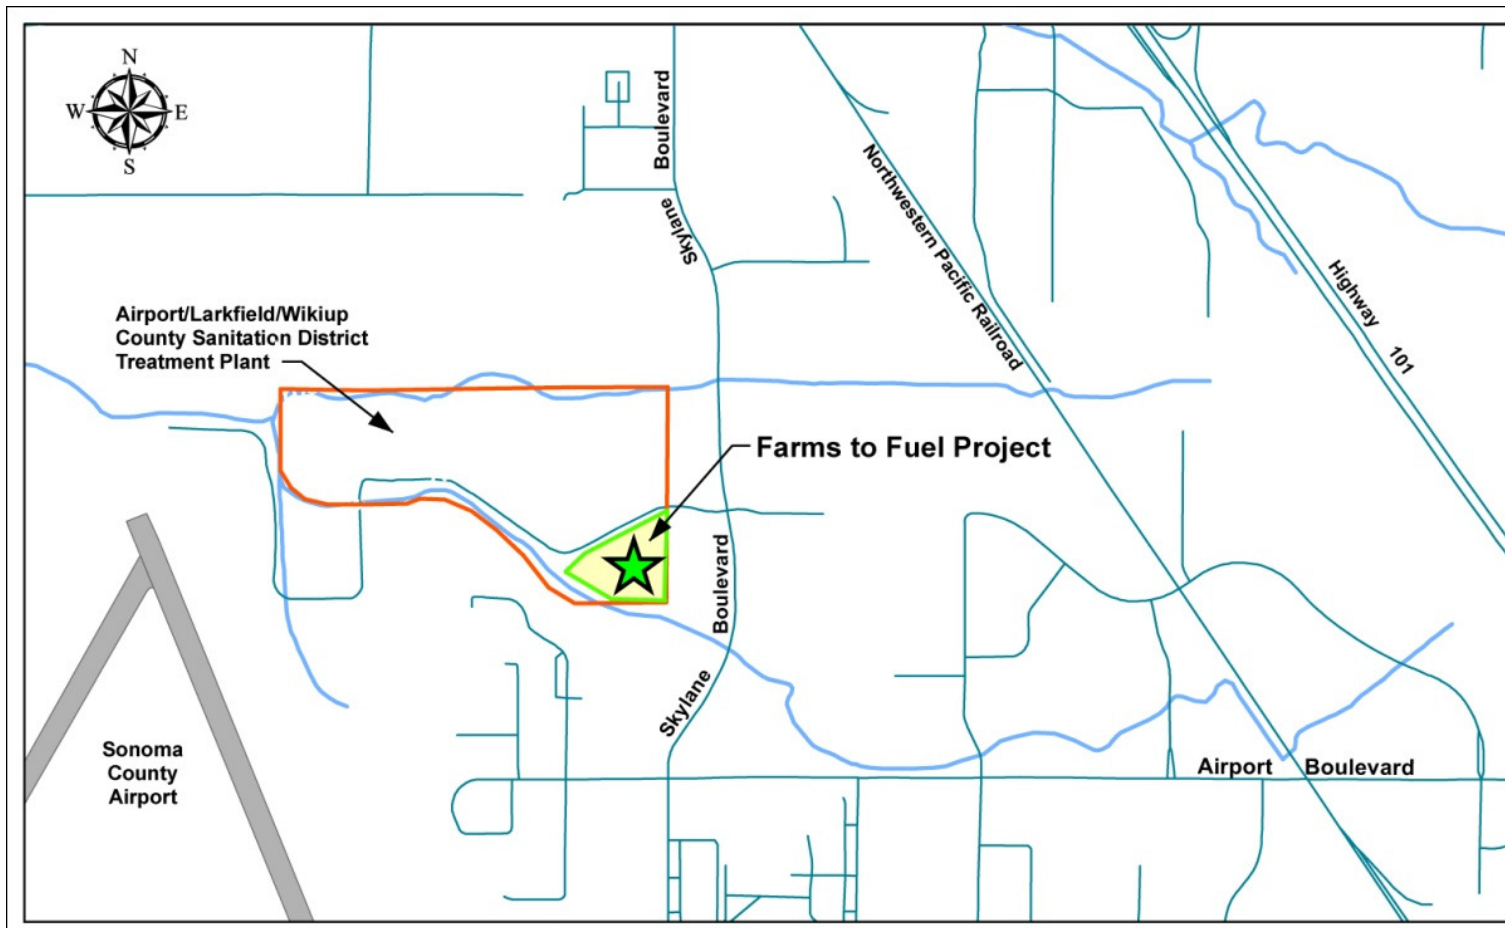 N
W E
S
Boulevard
Skylane
Northwestern Pacific Railroad
Highway 101
Airport/Larkfield/Wikiup
County Sanitation District
Treatment Plant
Farms to Fuel Project
Boulevard
Skylane
Sonoma
County
Airport
Airport Boulevard